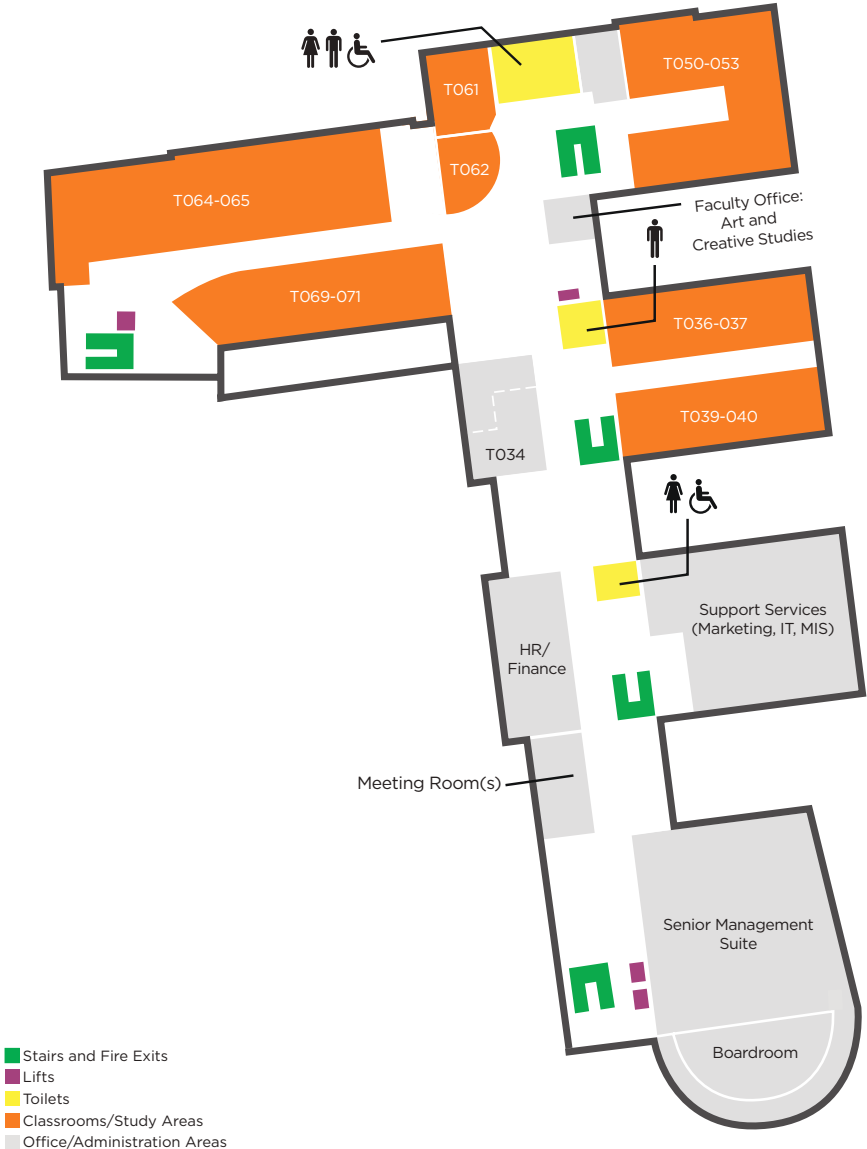 T061
T050-053
T062
T064-065
Faculty Office:
Art and
Creative Studies
T069-071
T036-037
T039-040
T034
Support Services
(Marketing, IT, MIS)
HR/
Finance
Meeting Room(s)
Senior Management
Suite
Boardroom
Stairs and Fire Exits
Lifts
Toilets
Classrooms/Study Areas
Office/Administration Areas